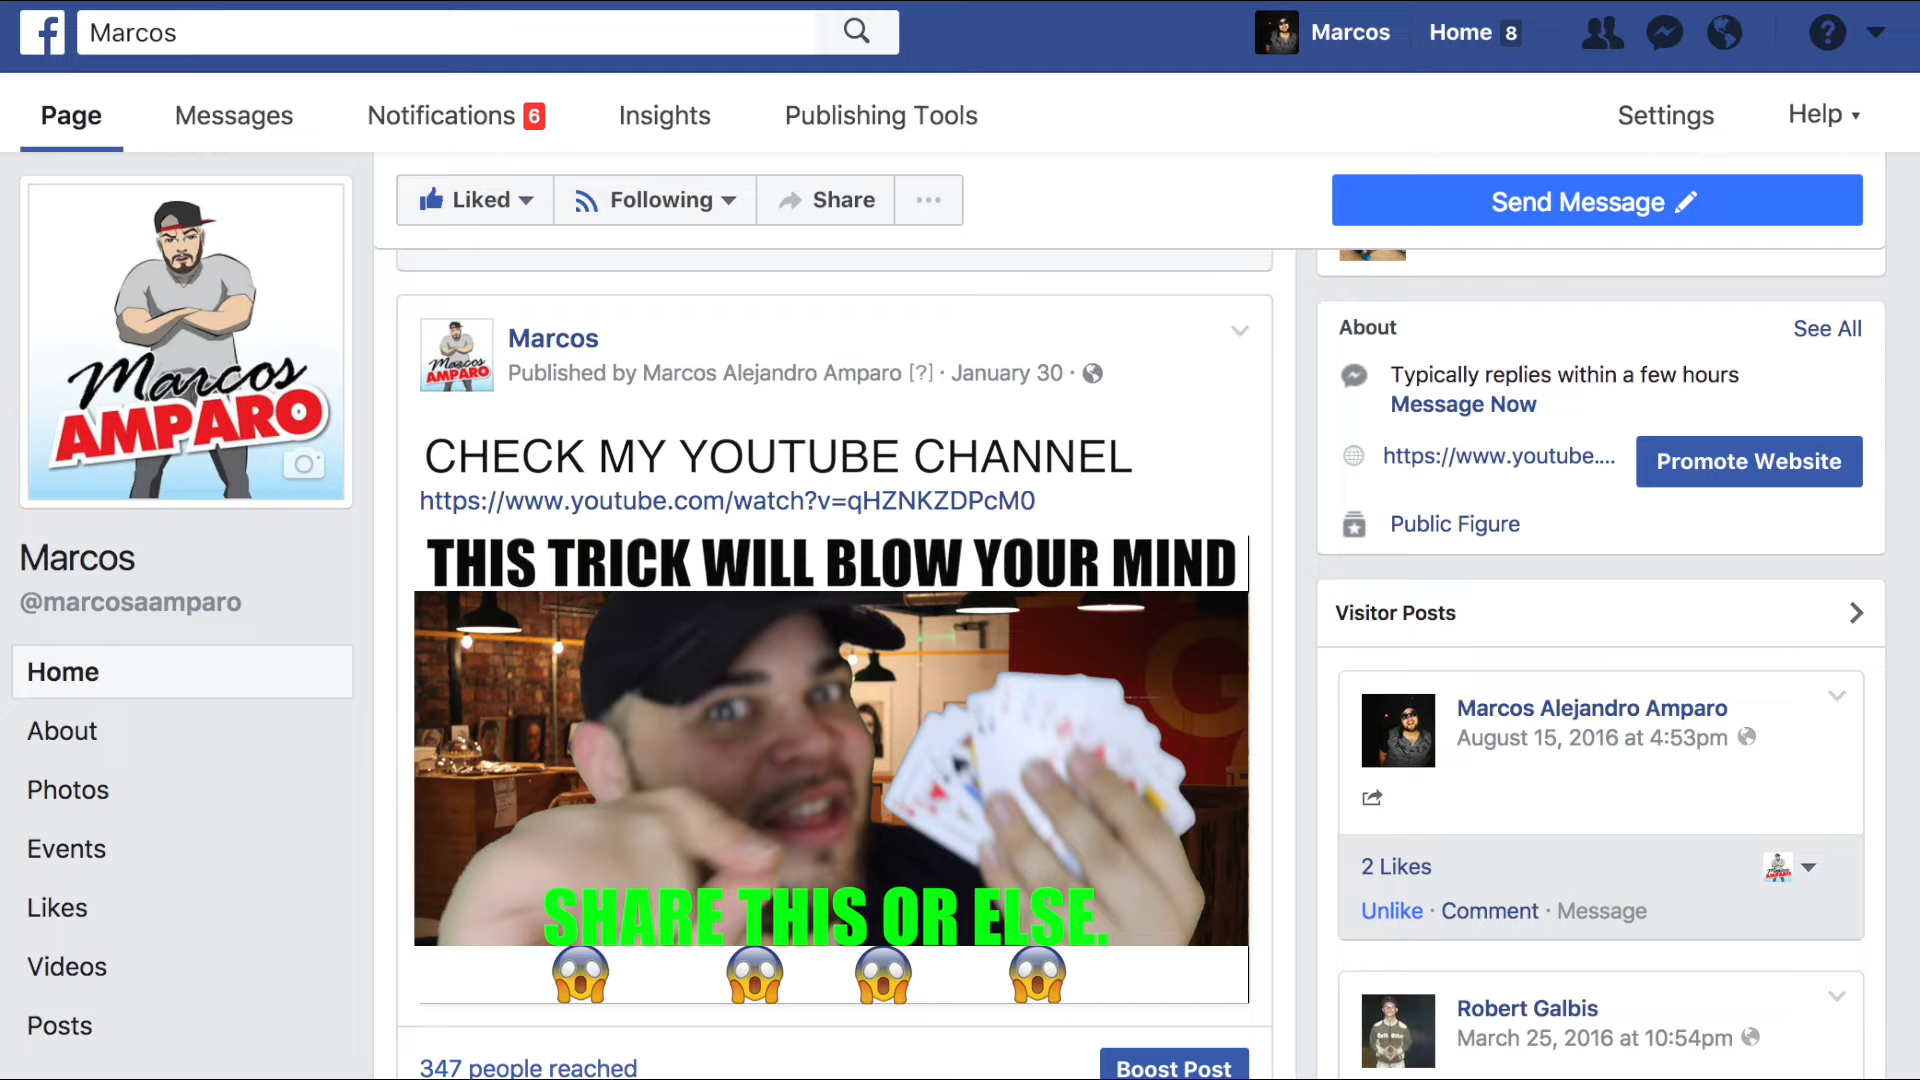 Marcos
Marcos
Home 8
Page
Messages
Notifications 6
Insights
Publishing Tools
Settings
Help
Liked
Following
Share
Send Message
Marcos
AMPARO
Marcos
@marcosaamparo
Home
About
Photos
Events
Likes
Videos
Posts
Marcos
AMPARO
Marcos
Published by Marcos Alejandro Amparo [?] · January 30 ·
CHECK MY YOUTUBE CHANNEL
https://www.youtube.com/watch?v=qHZNKZDPcM0
THIS TRICK WILL BLOW YOUR MIND
SHARE THIS OR ELSE.
347 people reached
Boost Post
About
See All
Typically replies within a few hours
Message Now
https://www.youtube....
Promote Website
Public Figure
Visitor Posts
Marcos Alejandro Amparo
August 15, 2016 at 4:53pm
2 Likes
AMPARO
Unlike · Comment · Message
Robert Galbis
March 25, 2016 at 10:54pm